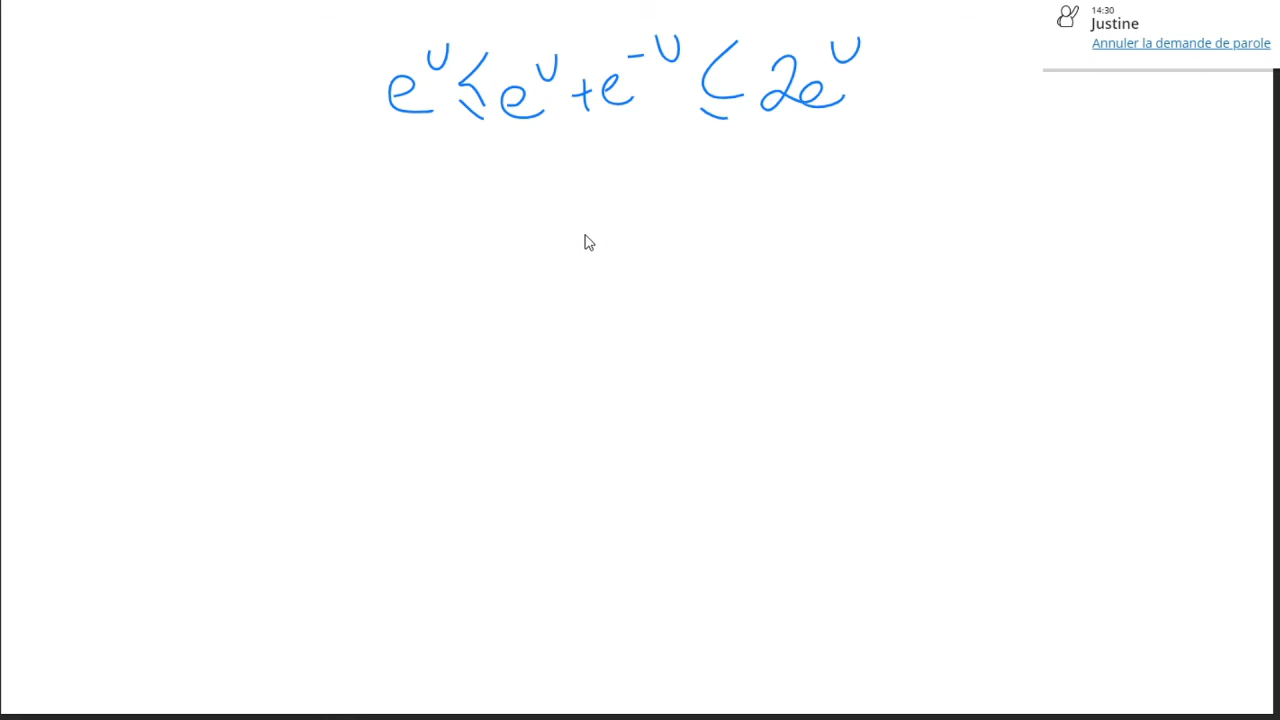 e^U ≤ e^U + e^-U ≤ 2e^U
14:30
Justine
Annuler la demande de parole